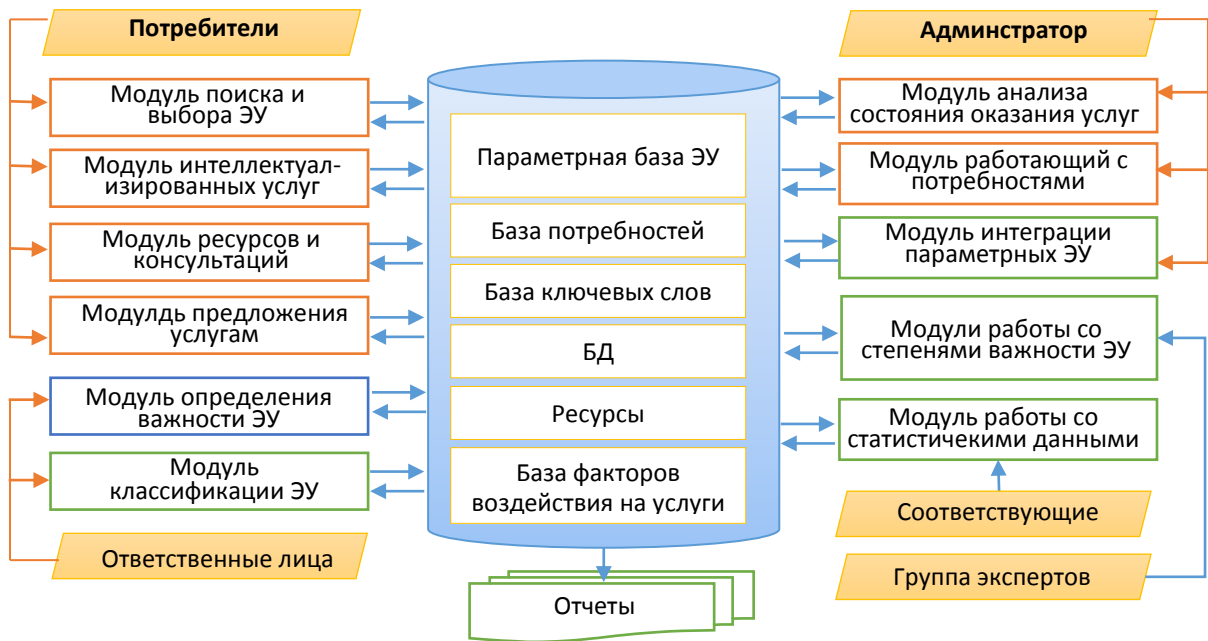 Потребители
Модуль поиска и
выбора ЭУ
Модуль интеллектуал-
изированных услуг
Модуль ресурсов и
консультаций
Модулдь предложения
услугам
Модуль определения
важности ЭУ
Модуль
классификации ЭУ
Ответственные лица
Параметрная база ЭУ
База потребностей
База ключевых слов
БД
Ресурсы
База факторов
воздействия на услуги
Отчеты
Админстратор
Модуль анализа
состояния оказания услуг
Модуль работающий с
потребностями
Модуль интеграции
параметрных ЭУ
Модули работы со
степенями важности ЭУ
Модуль работы со
статистичекими данными
Соответствующие
Группа экспертов